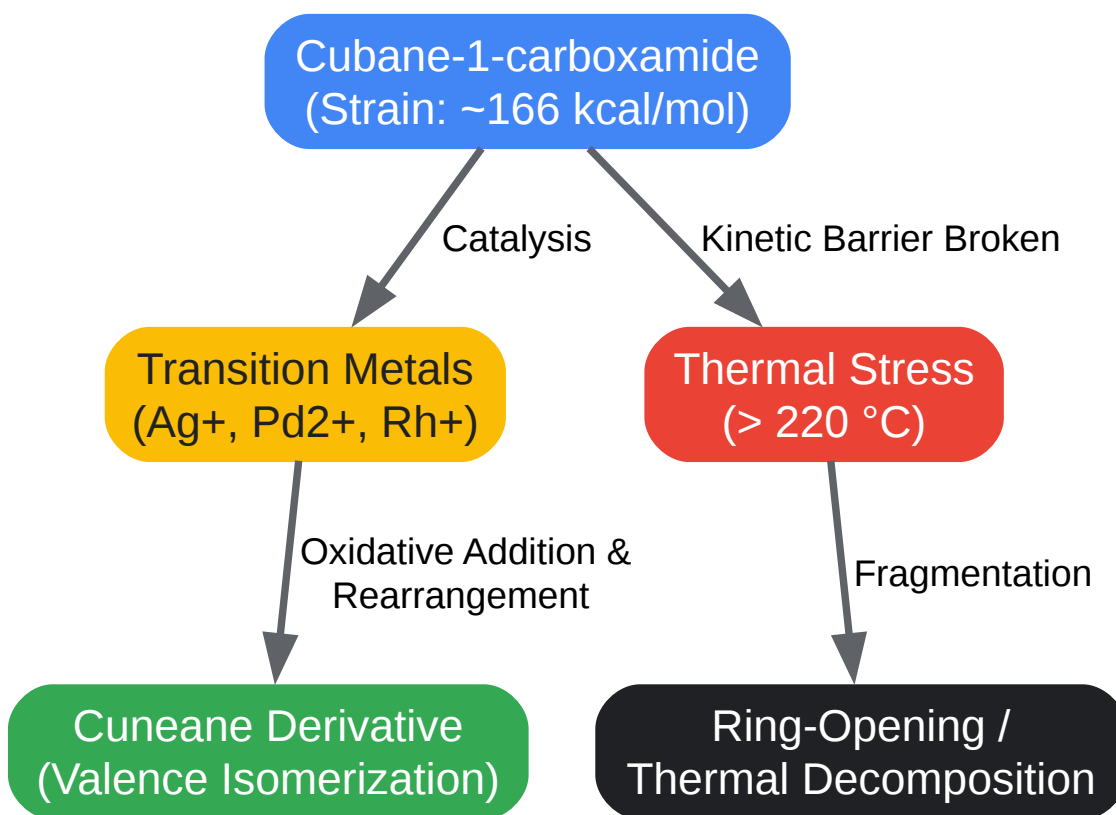 Cubane-1-carboxamide
(Strain: ~166 kcal/mol)
Catalysis
Kinetic Barrier Broken
Transition Metals
(Ag+, Pd2+, Rh+)
Thermal Stress
(> 220 °C)
Oxidative Addition &
Rearrangement
Fragmentation
Cuneane Derivative
(Valence Isomerization)
Ring-Opening /
Thermal Decomposition